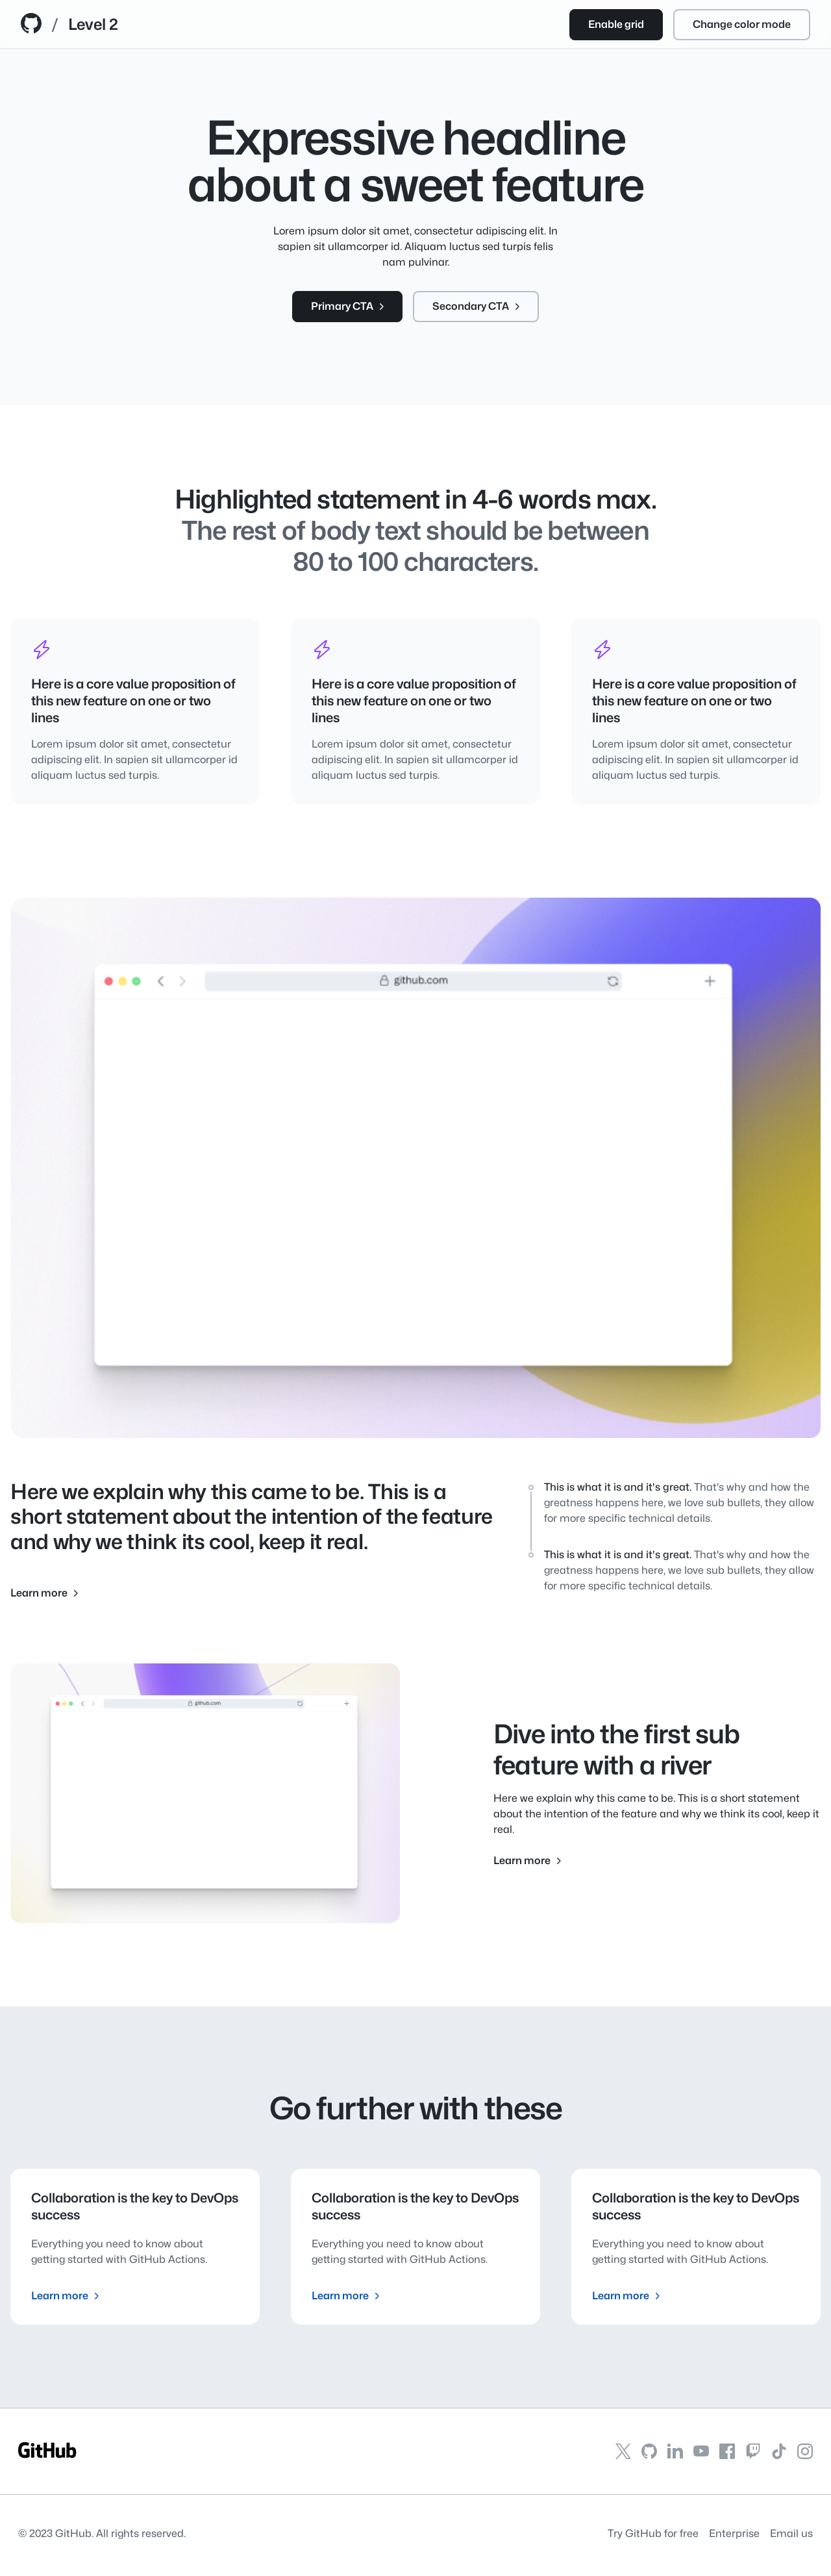 / Level 2
Enable grid
Change color mode
Expressive headline
about a sweet feature
Lorem ipsum dolor sit amet, consectetur adipiscing elit. In
sapien sit ullamcorper id. Aliquam luctus sed turpis felis
nam pulvinar.
Primary CTA
Secondary CTA
Highlighted statement in 4-6 words max.
The rest of body text should be between
80 to 100 characters.
Here is a core value proposition of
this new feature on one or two
lines
Lorem ipsum dolor sit amet, consectetur
adipiscing elit. In sapien sit ullamcorper id
aliquam luctus sed turpis.
Here is a core value proposition of
this new feature on one or two
lines
Lorem ipsum dolor sit amet, consectetur
adipiscing elit. In sapien sit ullamcorper id
aliquam luctus sed turpis.
Here is a core value proposition of
this new feature on one or two
lines
Lorem ipsum dolor sit amet, consectetur
adipiscing elit. In sapien sit ullamcorper id
aliquam luctus sed turpis.
github.com
Here we explain why this came to be. This is a
short statement about the intention of the feature
and why we think its cool, keep it real.
Learn more
This is what it is and it's great. That's why and how the
greatness happens here, we love sub bullets, they allow
for more specific technical details.
This is what it is and it's great. That's why and how the
greatness happens here, we love sub bullets, they allow
for more specific technical details.
github.com
Dive into the first sub
feature with a river
Here we explain why this came to be. This is a short statement
about the intention of the feature and why we think its cool, keep it
real.
Learn more
Go further with these
Collaboration is the key to DevOps
success
Everything you need to know about
getting started with GitHub Actions.
Learn more
Collaboration is the key to DevOps
success
Everything you need to know about
getting started with GitHub Actions.
Learn more
Collaboration is the key to DevOps
success
Everything you need to know about
getting started with GitHub Actions.
Learn more
GitHub
© 2023 GitHub. All rights reserved.
Try GitHub for free
Enterprise
Email us